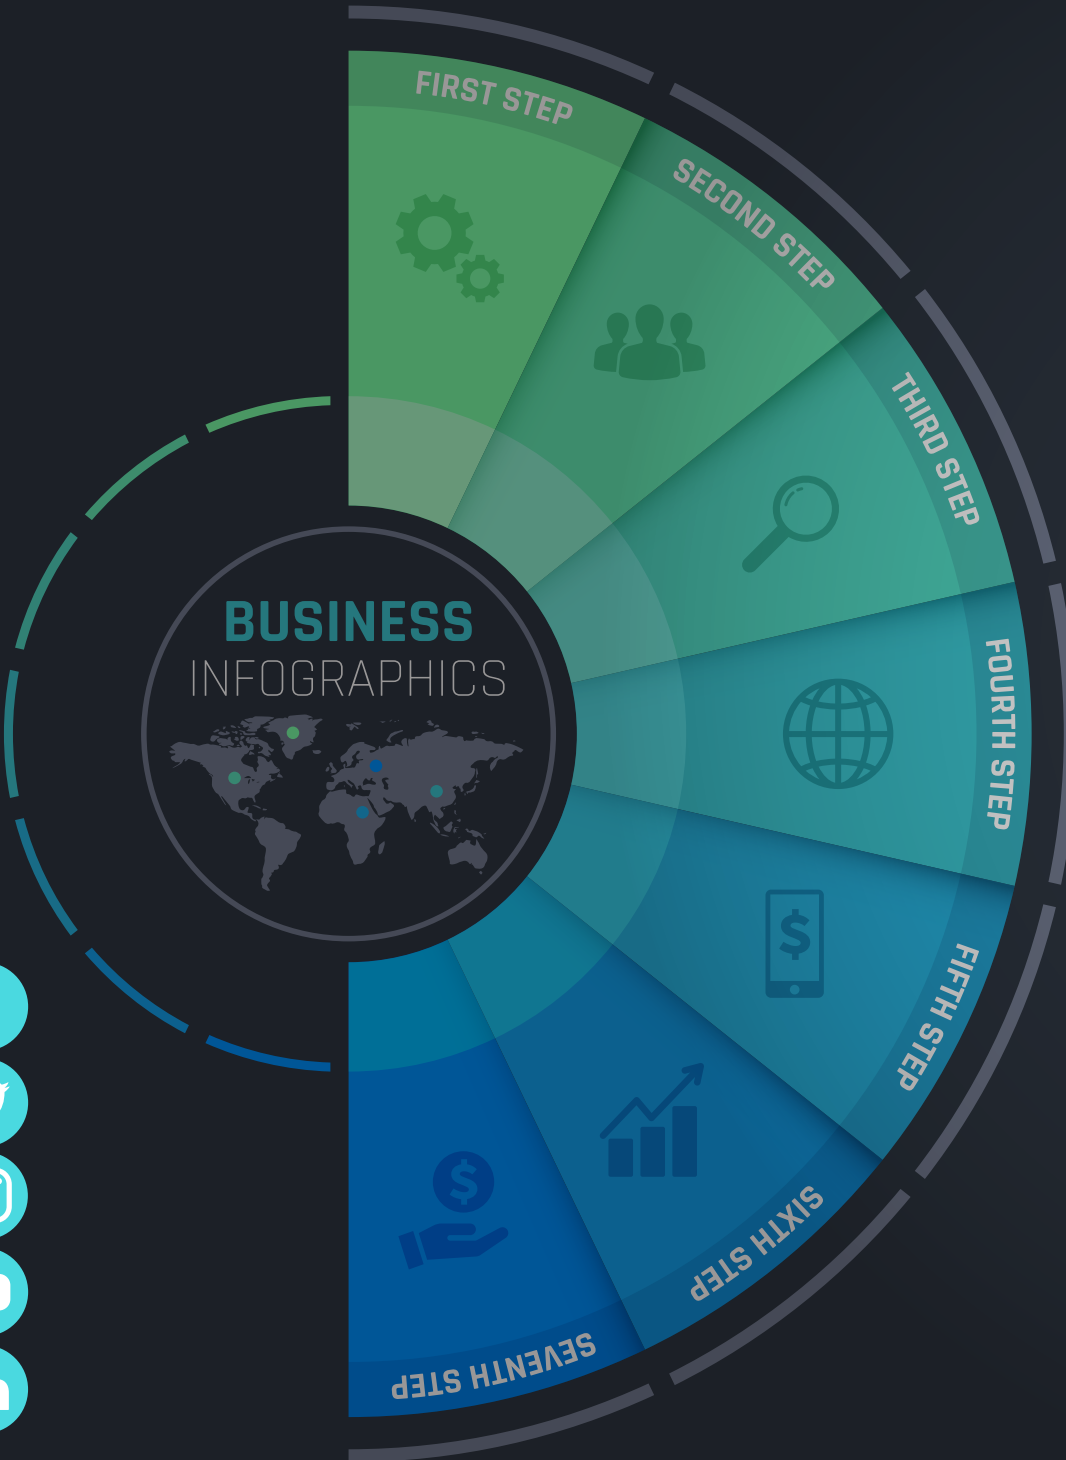 FIRST STEP
SECOND STEP
THIRD STEP
FOURTH STEP
FIFTH STEP
SIXTH STEP
SEVENTH STEP
BUSINESS
INFOGRAPHICS
$
$